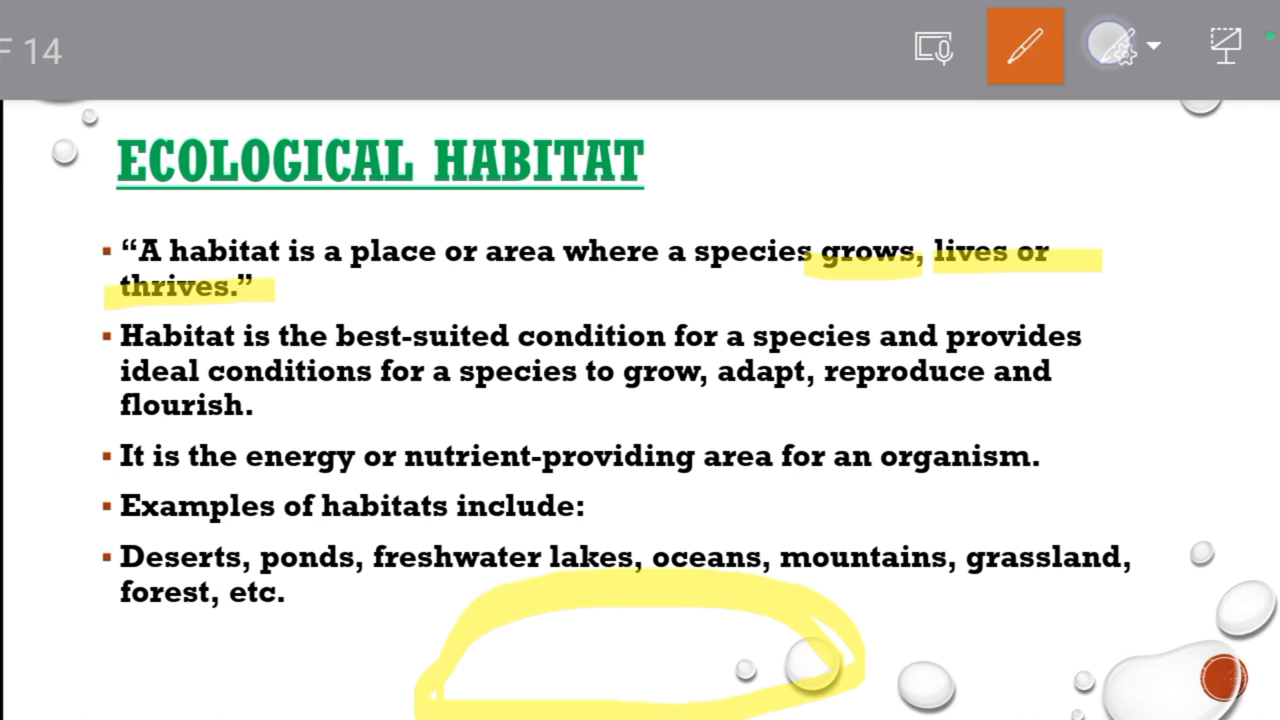 F 14
ECOLOGICAL HABITAT
▪ “A habitat is a place or area where a species grows, lives or
thrives.”
▪ Habitat is the best-suited condition for a species and provides
ideal conditions for a species to grow, adapt, reproduce and
flourish.
▪ It is the energy or nutrient-providing area for an organism.
▪ Examples of habitats include:
▪ Deserts, ponds, freshwater lakes, oceans, mountains, grassland,
forest, etc.